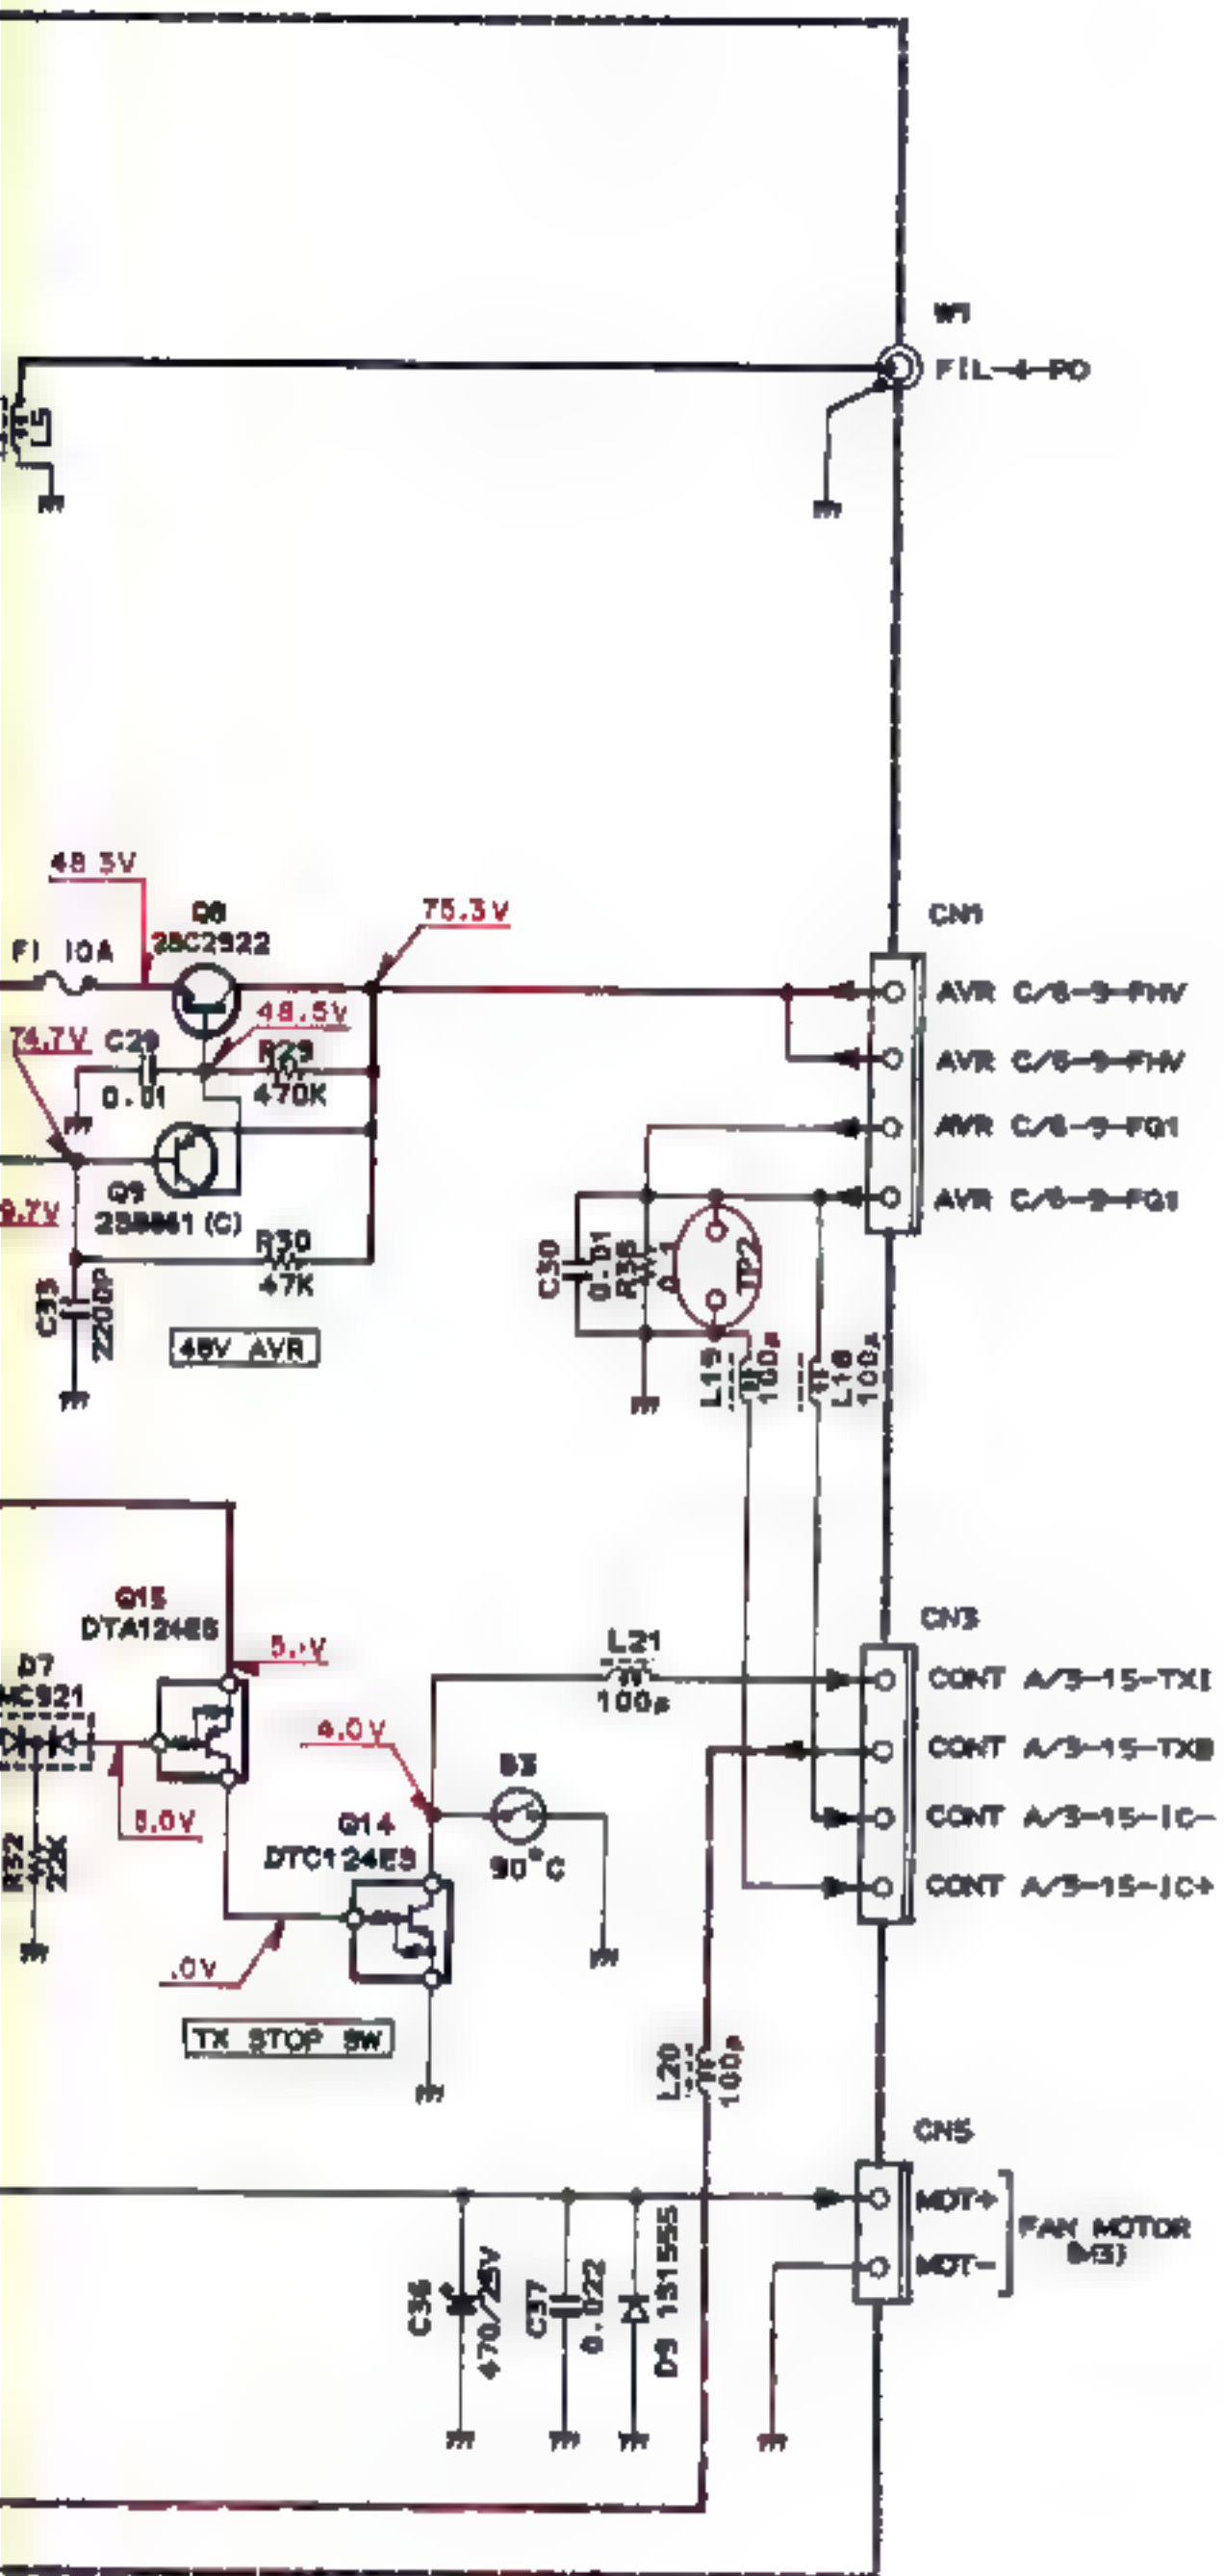 W1
FIL-4-PO
L5
48 5V
Q8
2SC2922
75.3V
CN1
F1 10A
AVR C/6-9-FHV
48.5V
74.7V
C29
R29
AVR C/6-9-FHV
0.01
470K
AVR C/6-9-FG1
Q9
9.7V
R30
AVR C/6-9-FG1
C30
0.01
TP2
47K
2200P
48V AVR
L19
100μ
L18
100μ
Q15
DTA124ES
CN3
5.
V
L21
D7
100μ
CONT A/3-15-TXI
4.0V
CONT A/3-15-TXB
5.0V
Q14
DTC124ES
90°C
CONT A/3-15-IC-
R32
22K
CONT A/3-15-IC+
.0V
TX STOP SW
L20
100μ
CN5
MOT+
MOT-
FAN MOTOR
C36
470/25V
C37
0.022
D9 1S1555